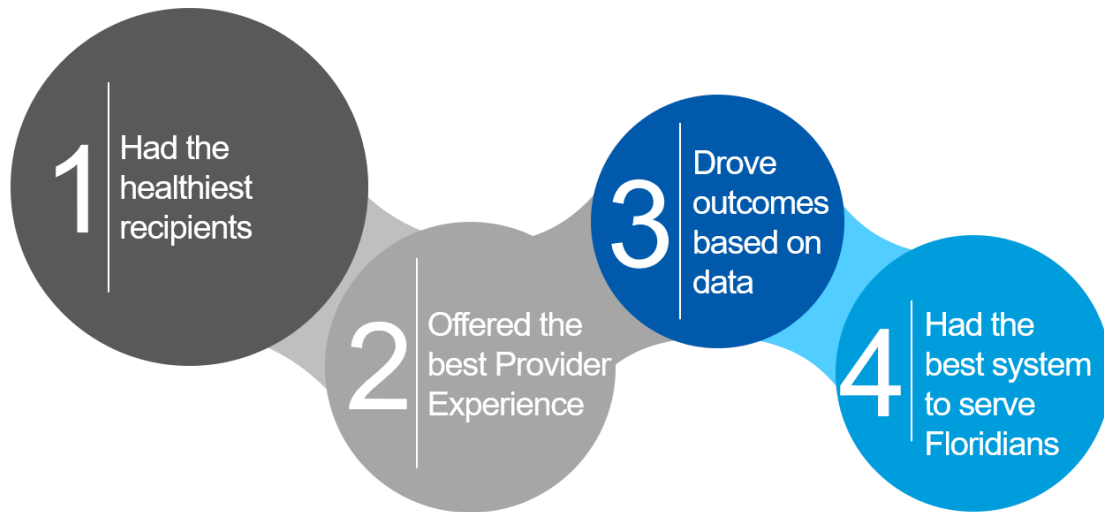 1
Had the
healthiest
recipients
2
Offered the
best Provider
Experience
3
Drove
outcomes
based on
data
4
Had the
best system
to serve
Floridians